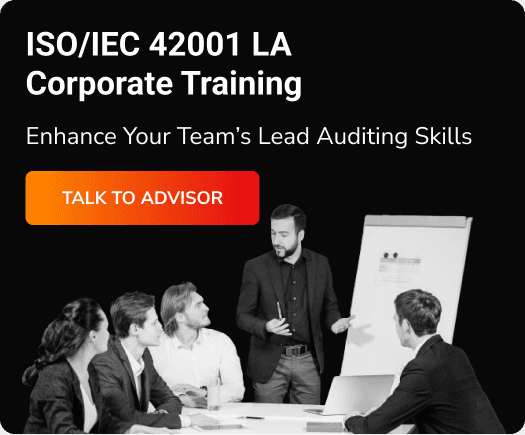 ISO/IEC 42001 LA
Corporate Training
Enhance Your Team’s Lead Auditing Skills
TALK TO ADVISOR